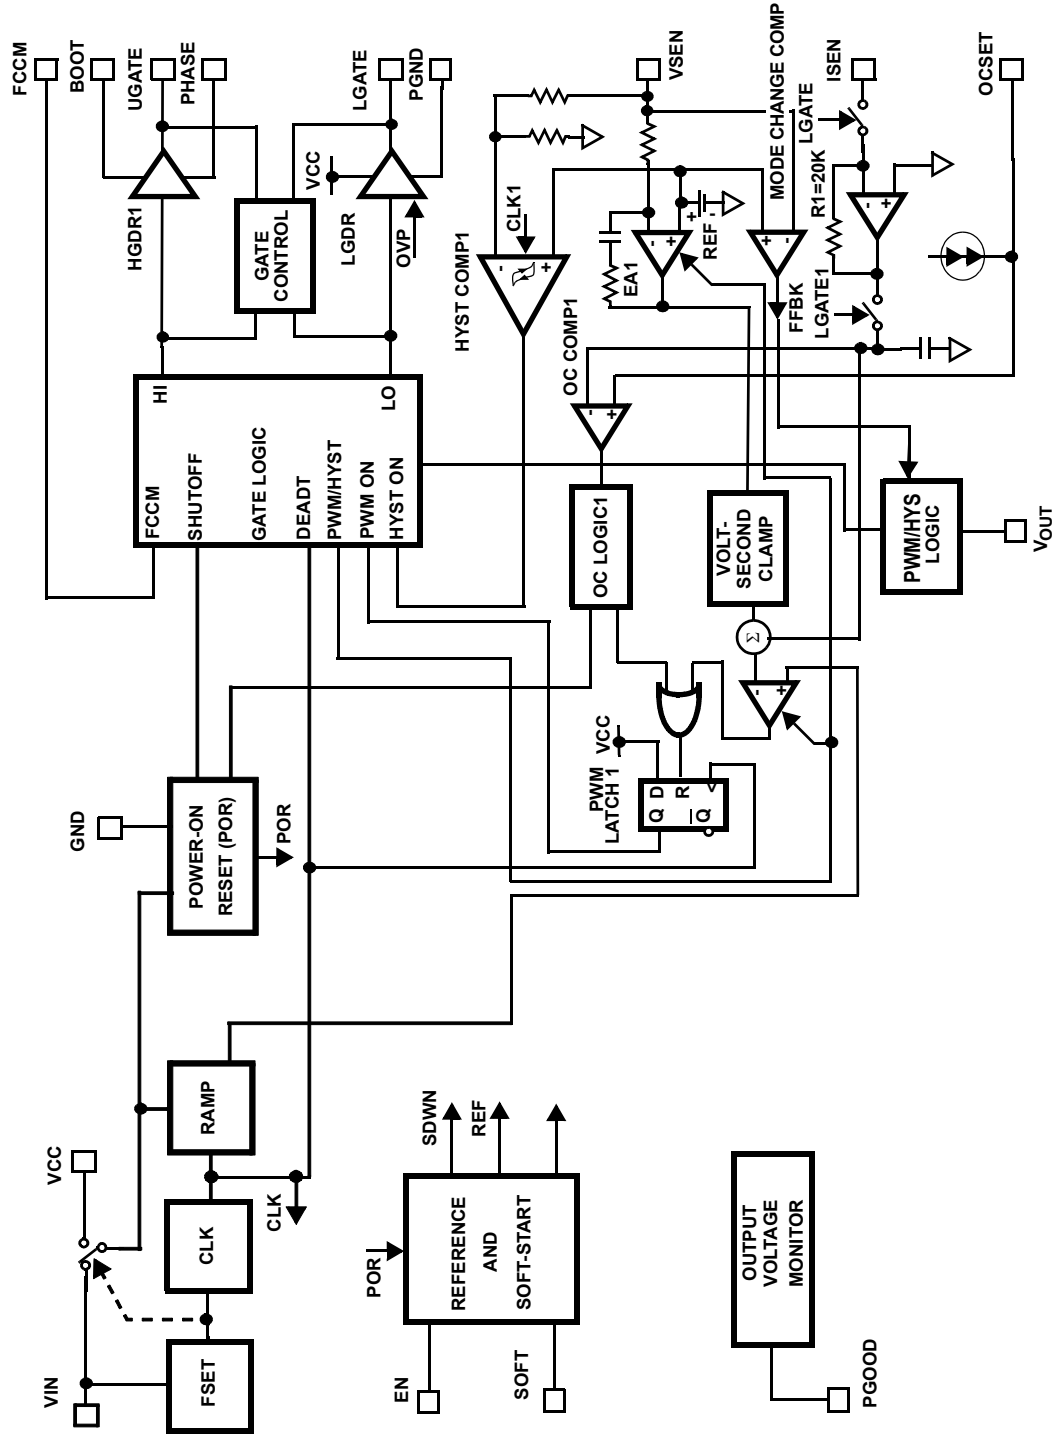 FCCM
BOOT
UGATE
PHASE
LGATE
PGND
VSEN
MODE CHANGE COMP
ISEN
OCSET
HGDR1
GATE
CONTROL
VCC
LGDR
OVP
HYST COMP1
CLK1
-
+
EA1
-
+
REF
+
-
+
-
FFBK
LGATE
R1=20K
-
+
LGATE1
OC COMP1
-
+
HI
LO
FCCM
SHUTOFF
GATE LOGIC
DEADT
PWM/HYST
PWM ON
HYST ON
OC LOGIC1
VOLT-
SECOND
CLAMP
Σ
-
+
PWM/HYS
LOGIC
VOUT
VCC
PWM
LATCH 1
Q D
R
Q
GND
POWER-ON
RESET (POR)
POR
RAMP
VCC
CLK
CLK
VIN
FSET
SDWN
REF
POR
REFERENCE
AND
SOFT-START
EN
SOFT
OUTPUT
VOLTAGE
MONITOR
PGOOD